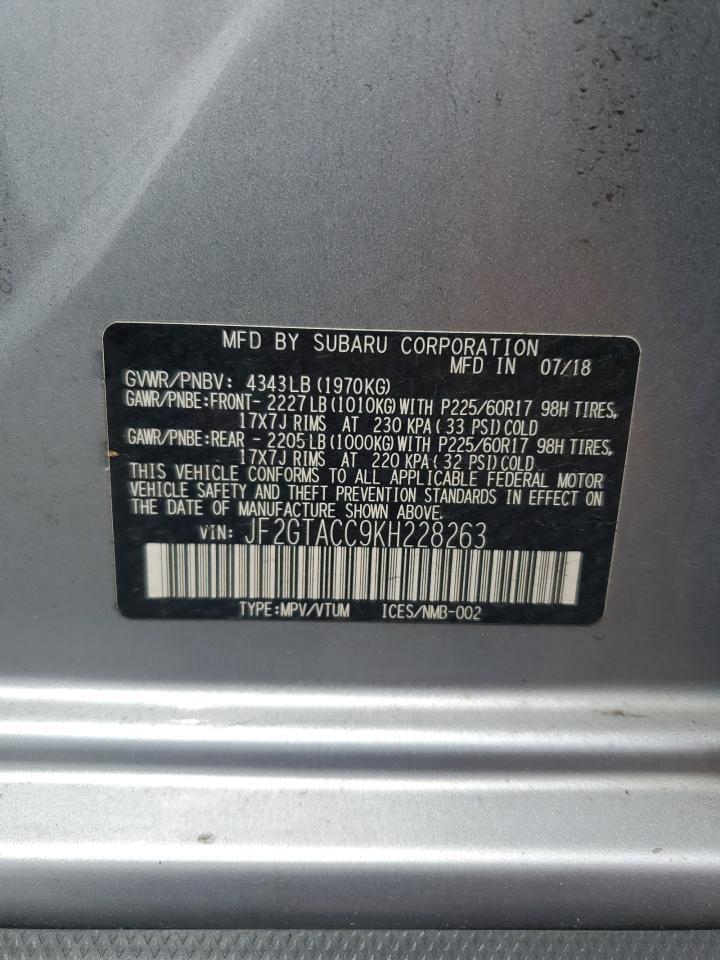 MFD BY SUBARU CORPORATION
MFD IN 07/18
GVWR/PNBV: 4343LB (1970KG)
GAWR/PNBE:FRONT- 2227LB (1010KG) WITH P225/60R17 98H TIRES,
17X7J RIMS AT 230 KPA ( 33 PSI) COLD
GAWR/PNBE:REAR - 2205LB (1000KG) WITH P225/60R17 98H TIRES,
17X7J RIMS AT 220 KPA ( 32 PSI) COLD.
THIS VEHICLE CONFORMS TO ALL APPLICABLE FEDERAL MOTOR
VEHICLE SAFETY AND THEFT PREVENTION STANDARDS IN EFFECT ON
THE DATE OF MANUFACTURE SHOWN ABOVE.
VIN: JF2GTACC9KH228263
TYPE:MPV/VTUM ICES/NMB-002